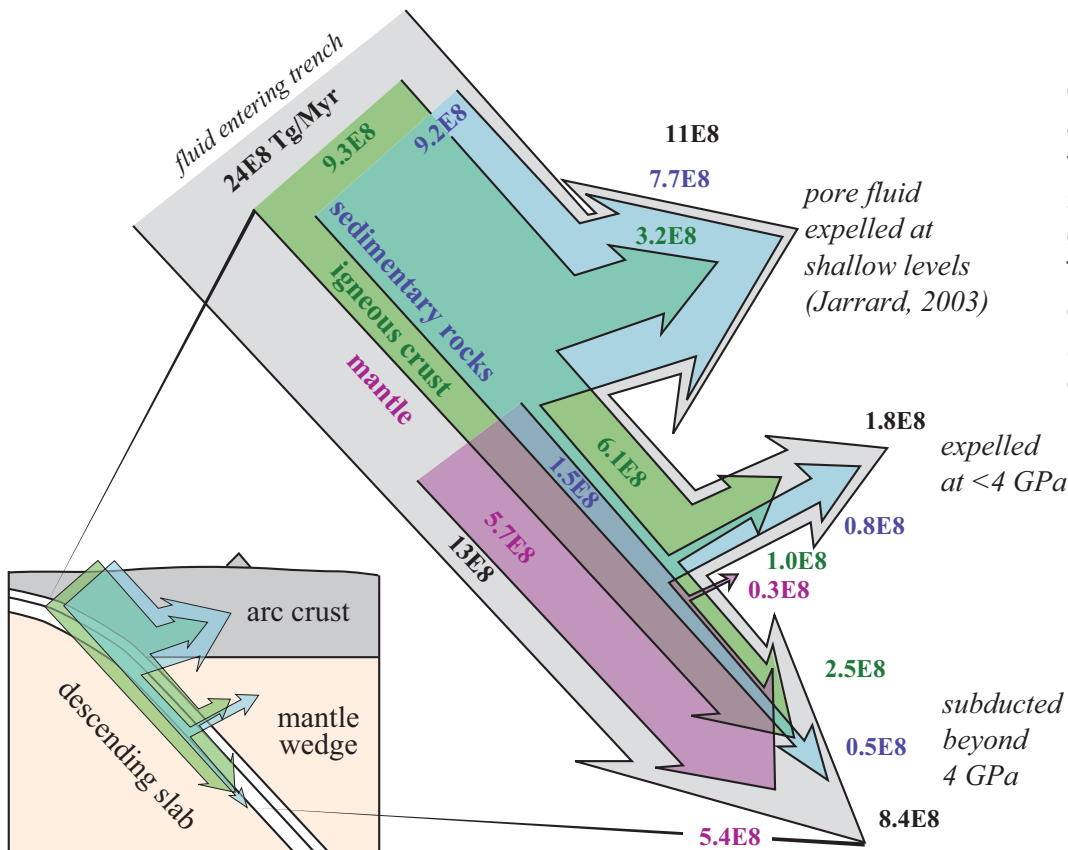 fluid entering trench
24E8 Tg/Myr
9.3E8
9.2E8
sedimentary rocks
igneous crust
mantle
11E8
7.7E8
3.2E8
pore fluid
expelled at
shallow levels
(Jarrard, 2003)
1.8E8
expelled
at <4 GPa
6.1E8
1.5E8
5.7E8
13E8
0.8E8
1.0E8
0.3E8
2.5E8
0.5E8
subducted
beyond
4 GPa
8.4E8
5.4E8
arc crust
mantle
wedge
descending slab